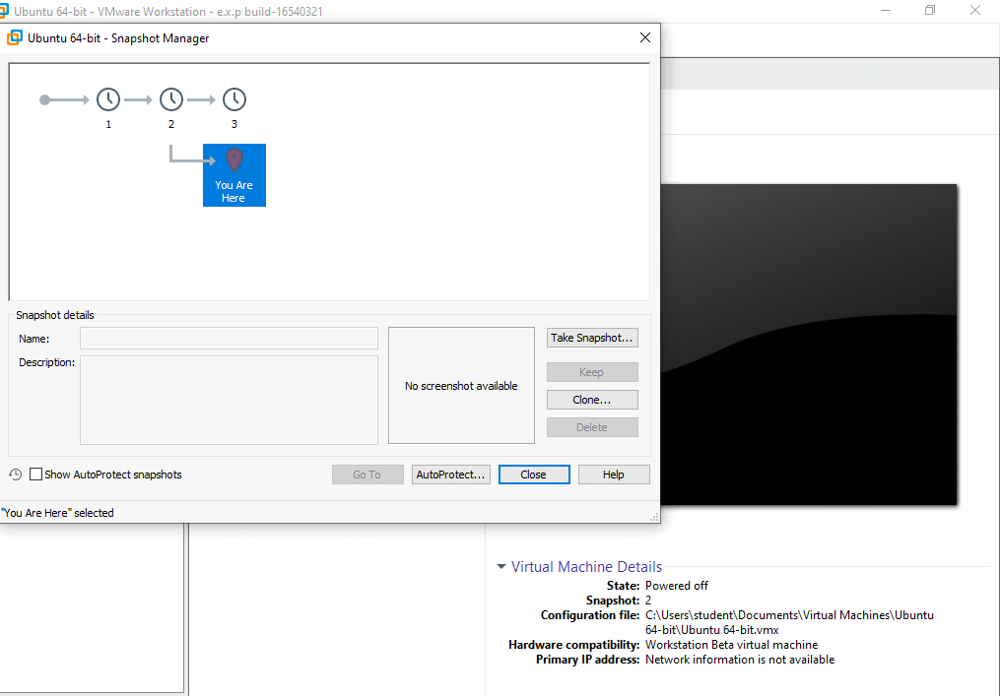 Ubuntu 64-bit - VMware Workstation - e.x.p build-16540321
Ubuntu 64-bit - Snapshot Manager
1
2
3
You Are
Here
Snapshot details
Name:
Description:
No screenshot available
Take Snapshot...
Keep
Clone...
Delete
Show AutoProtect snapshots
Go To
AutoProtect...
Close
Help
"You Are Here" selected
Virtual Machine Details
State: Powered off
Snapshot: 2
Configuration file: C:\Users\student\Documents\Virtual Machines\Ubuntu
64-bit\Ubuntu 64-bit.vmx
Hardware compatibility: Workstation Beta virtual machine
Primary IP address: Network information is not available